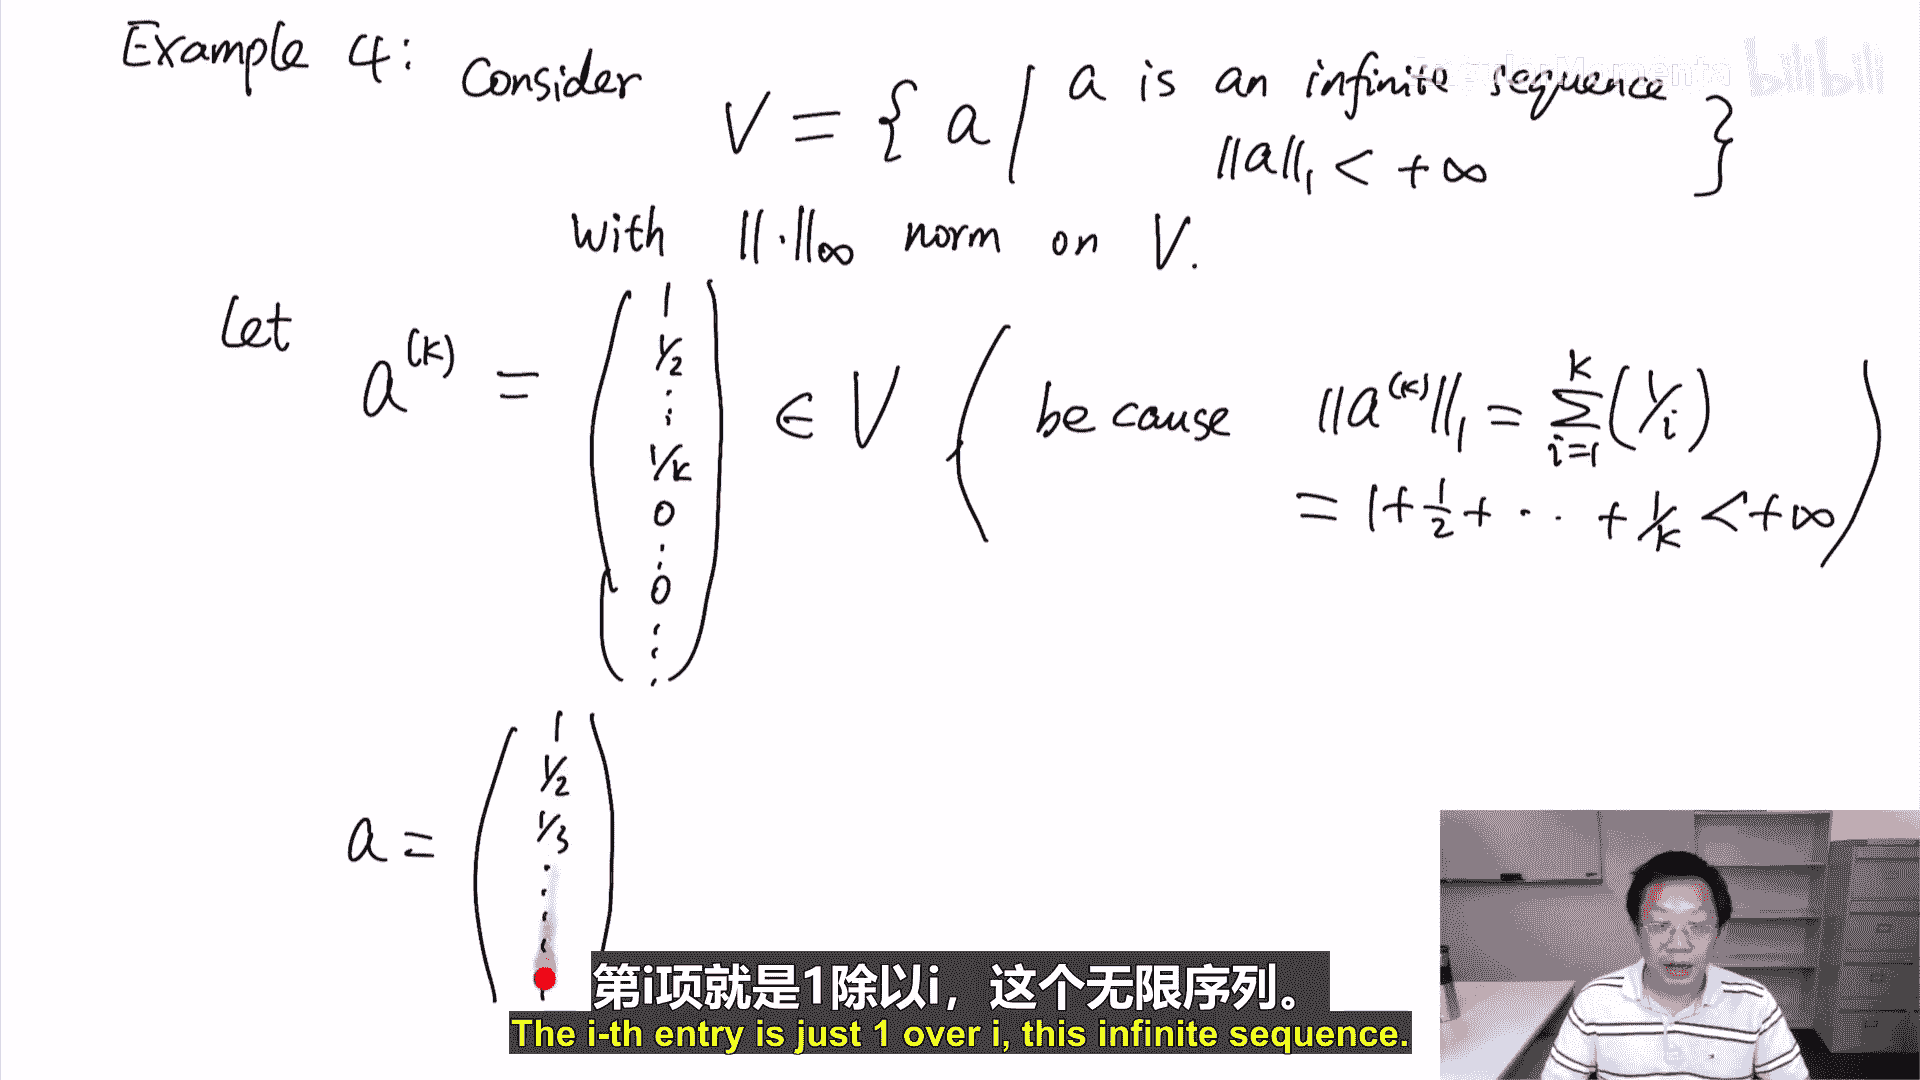 Example 4: Consider
V = { a | a is an infinite sequence
||a||₁ < +∞ }
with ||·||∞ norm on V.
Let a⁽ᵏ⁾ = ( 1 1/2 ⋮ 1/k 0 ⋮ 0 ⋮ ) ∈ V ( because ||a⁽ᵏ⁾||₁ = Σ_{i=1}^{k} (1/i)
= 1 + 1/2 + ·· + 1/k < +∞ )
a = ( 1 1/2 1/3 ⋮
第i项就是1除以i，这个无限序列。
The i-th entry is just 1 over i, this infinite sequence.
AngularMomenta bilibili